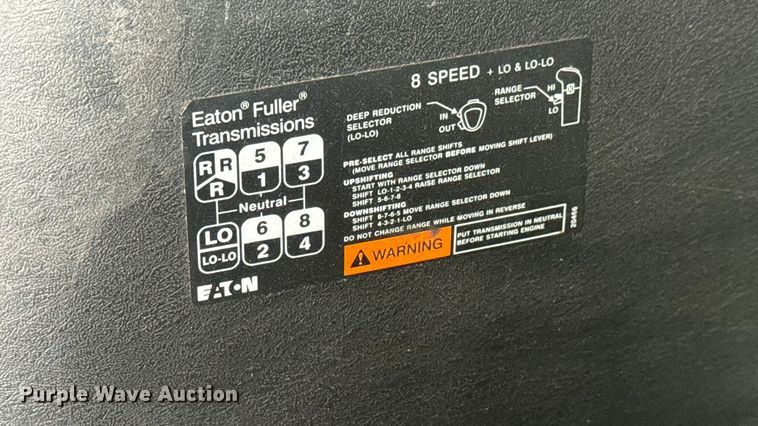 8 SPEED + LO & LO-LO
Eaton® Fuller®
Transmissions
R R 5 7
R 1 3
Neutral
LO 6 8
LO-LO 2 4
EATON
DEEP REDUCTION
SELECTOR
(LO-LO)
IN
OUT
RANGE
SELECTOR
HI
LO
PRE-SELECT ALL RANGE SHIFTS
(MOVE RANGE SELECTOR BEFORE MOVING SHIFT LEVER)
UPSHIFTING
START WITH RANGE SELECTOR DOWN
SHIFT LO-1-2-3-4 RAISE RANGE SELECTOR
SHIFT 5-6-7-8
DOWNSHIFTING
SHIFT 8-7-6-5 MOVE RANGE SELECTOR DOWN
SHIFT 4-3-2-1-LO
DO NOT CHANGE RANGE WHILE MOVING IN REVERSE
WARNING
PUT TRANSMISSION IN NEUTRAL
BEFORE STARTING ENGINE
20466
Purple Wave Auction®